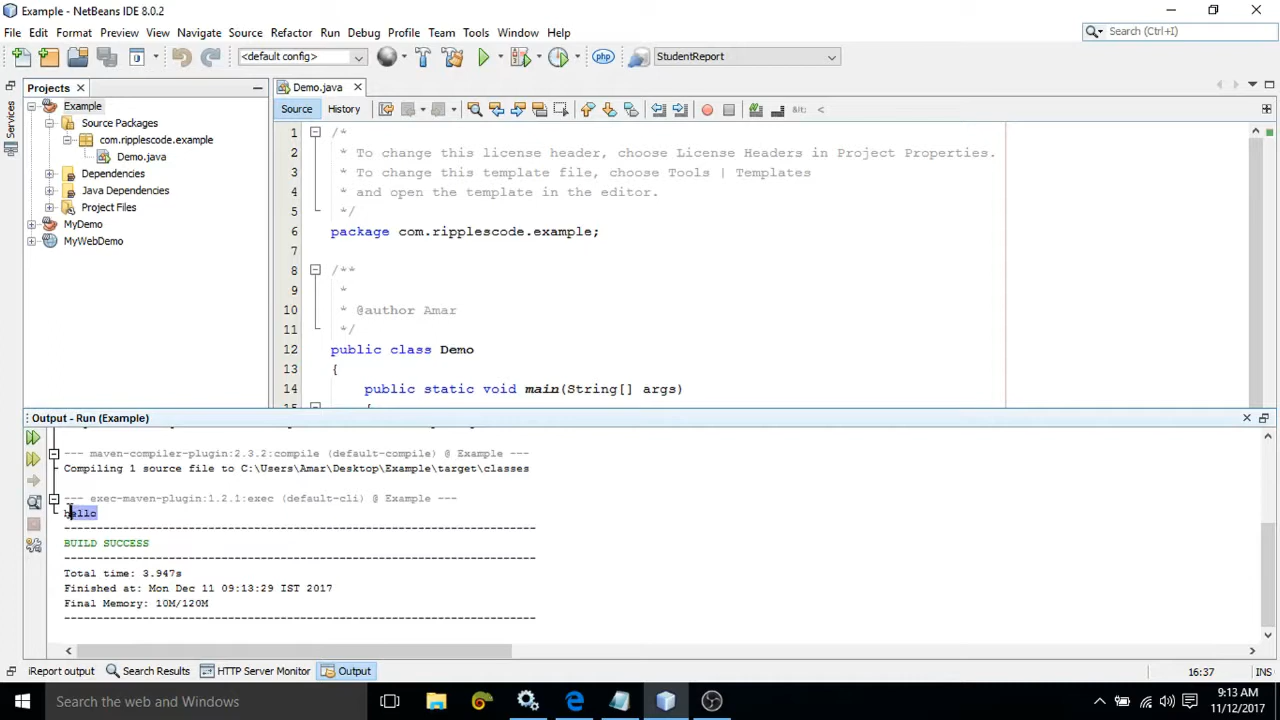 Example - NetBeans IDE 8.0.2
File Edit Format Preview View Navigate Source Refactor Run Debug Profile Team Tools Window Help
Search (Ctrl+I)
<default config>
php
StudentReport
Projects
Demo.java
Services
Example
Source Packages
com.ripplescode.example
Demo.java
Dependencies
Java Dependencies
Project Files
MyDemo
MyWebDemo
Source History
1 /*
2 * To change this license header, choose License Headers in Project Properties.
3 * To change this template file, choose Tools | Templates
4 * and open the template in the editor.
5 */
6 package com.ripplescode.example;
7
8 /**
9 *
10 * @author Amar
11 */
12 public class Demo
13 {
14 public static void main(String[] args)
Output - Run (Example)
--- maven-compiler-plugin:2.3.2:compile (default-compile) @ Example ---
Compiling 1 source file to C:\Users\Amar\Desktop\Example\target\classes
--- exec-maven-plugin:1.2.1:exec (default-cli) @ Example ---
hello
------------------------------------------------------------------------
BUILD SUCCESS
------------------------------------------------------------------------
Total time: 3.947s
Finished at: Mon Dec 11 09:13:29 IST 2017
Final Memory: 10M/120M
------------------------------------------------------------------------
iReport output Search Results HTTP Server Monitor Output
16:37 INS
Search the web and Windows
9:13 AM
11/12/2017